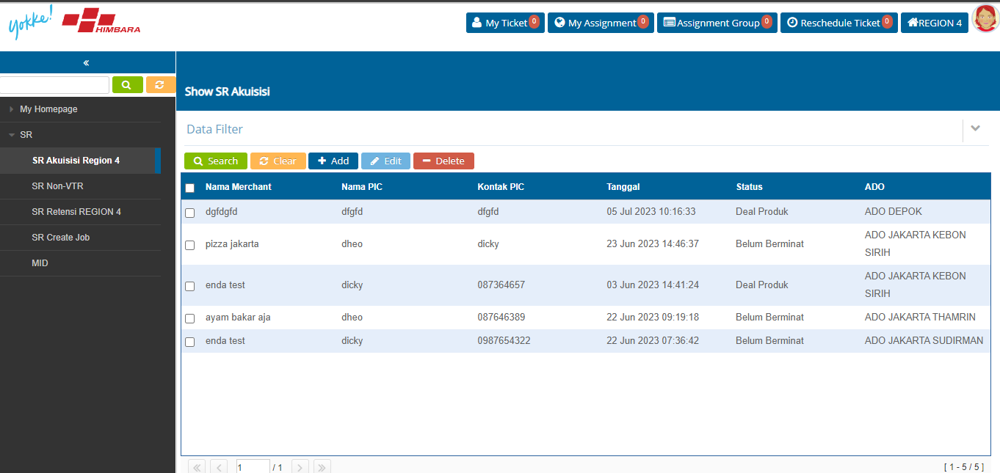 yokke!
HIMBARA
My Ticket 0
My Assignment 0
Assignment Group 0
Reschedule Ticket 0
REGION 4
My Homepage
SR
SR Akuisisi Region 4
SR Non-VTR
SR Retensi REGION 4
SR Create Job
MID
Show SR Akuisisi
Data Filter
Search Clear Add Edit Delete
Nama Merchant Nama PIC Kontak PIC Tanggal Status ADO
dgfdgfd dfgfd dfgfd 05 Jul 2023 10:16:33 Deal Produk ADO DEPOK
pizza jakarta dheo dicky 23 Jun 2023 14:46:37 Belum Berminat ADO JAKARTA KEBON
SIRIH
enda test dicky 087364657 03 Jun 2023 14:41:24 Deal Produk ADO JAKARTA KEBON
SIRIH
ayam bakar aja dheo 087646389 22 Jun 2023 09:19:18 Belum Berminat ADO JAKARTA THAMRIN
enda test dicky 0987654322 22 Jun 2023 07:36:42 Belum Berminat ADO JAKARTA SUDIRMAN
1 / 1
[ 1 - 5 / 5 ]